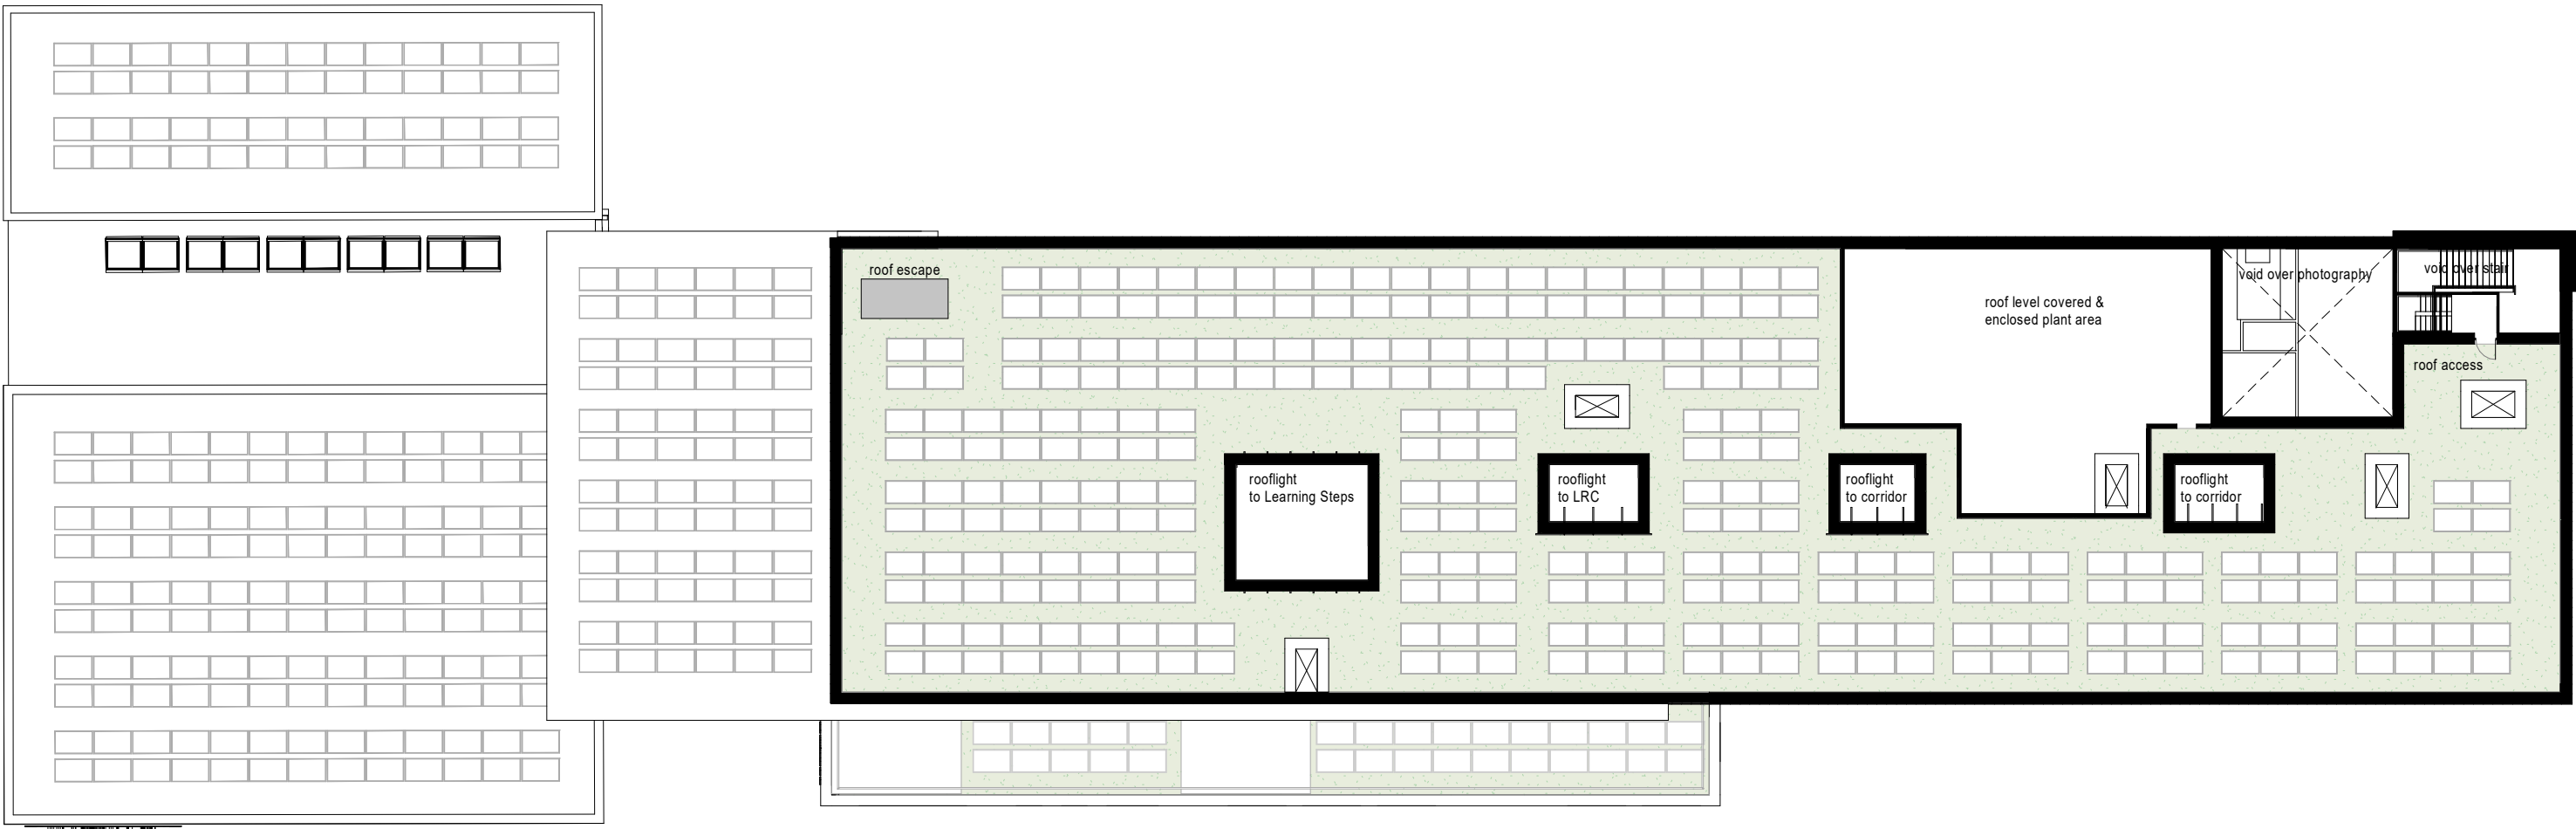 roof escape
void over photography
void over stair
roof level covered &
enclosed plant area
roof access
rooflight
to Learning Steps
rooflight
to LRC
rooflight
to corridor
rooflight
to corridor